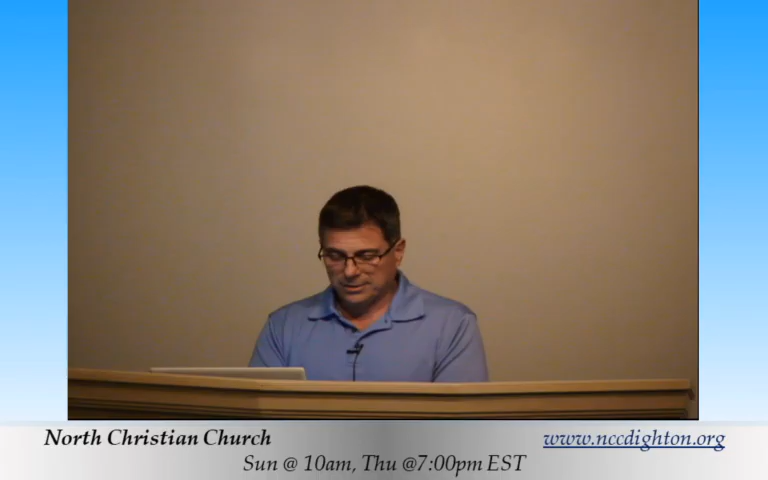 North Christian Church www.nccdighton.org
Sun @ 10am, Thu @7:00pm EST